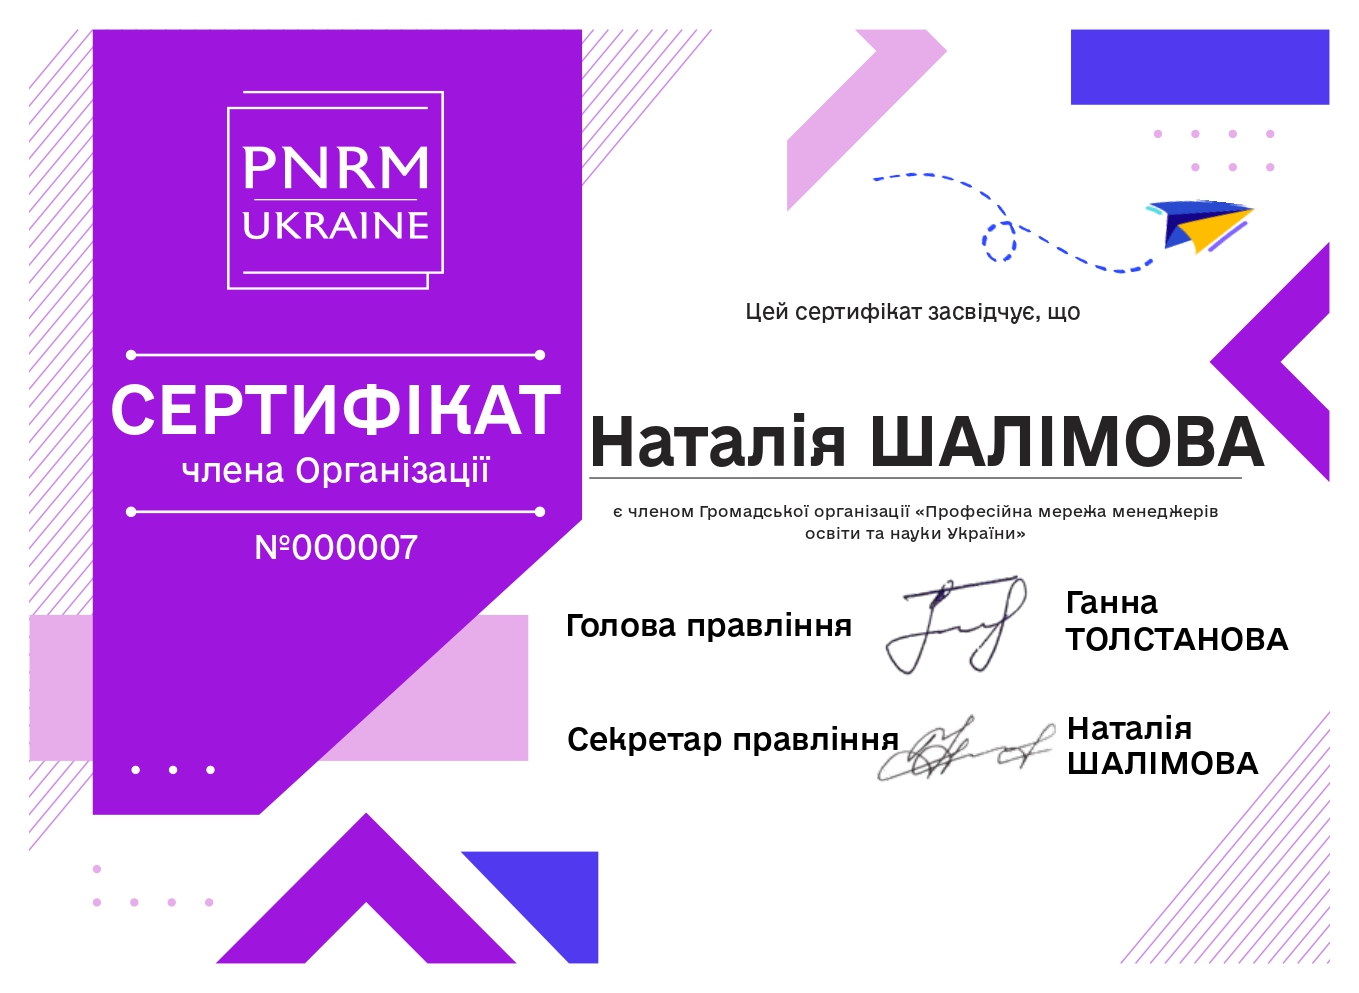 PNRM
UKRAINE
СЕРТИФІКАТ
члена Організації
№000007
Цей сертифікат засвідчує, що
Наталія ШАЛІМОВА
є членом Громадської організації «Професійна мережа менеджерів
освіти та науки України»
Голова правління
Ганна
ТОЛСТАНОВА
Секретар правління
Наталія
ШАЛІМОВА